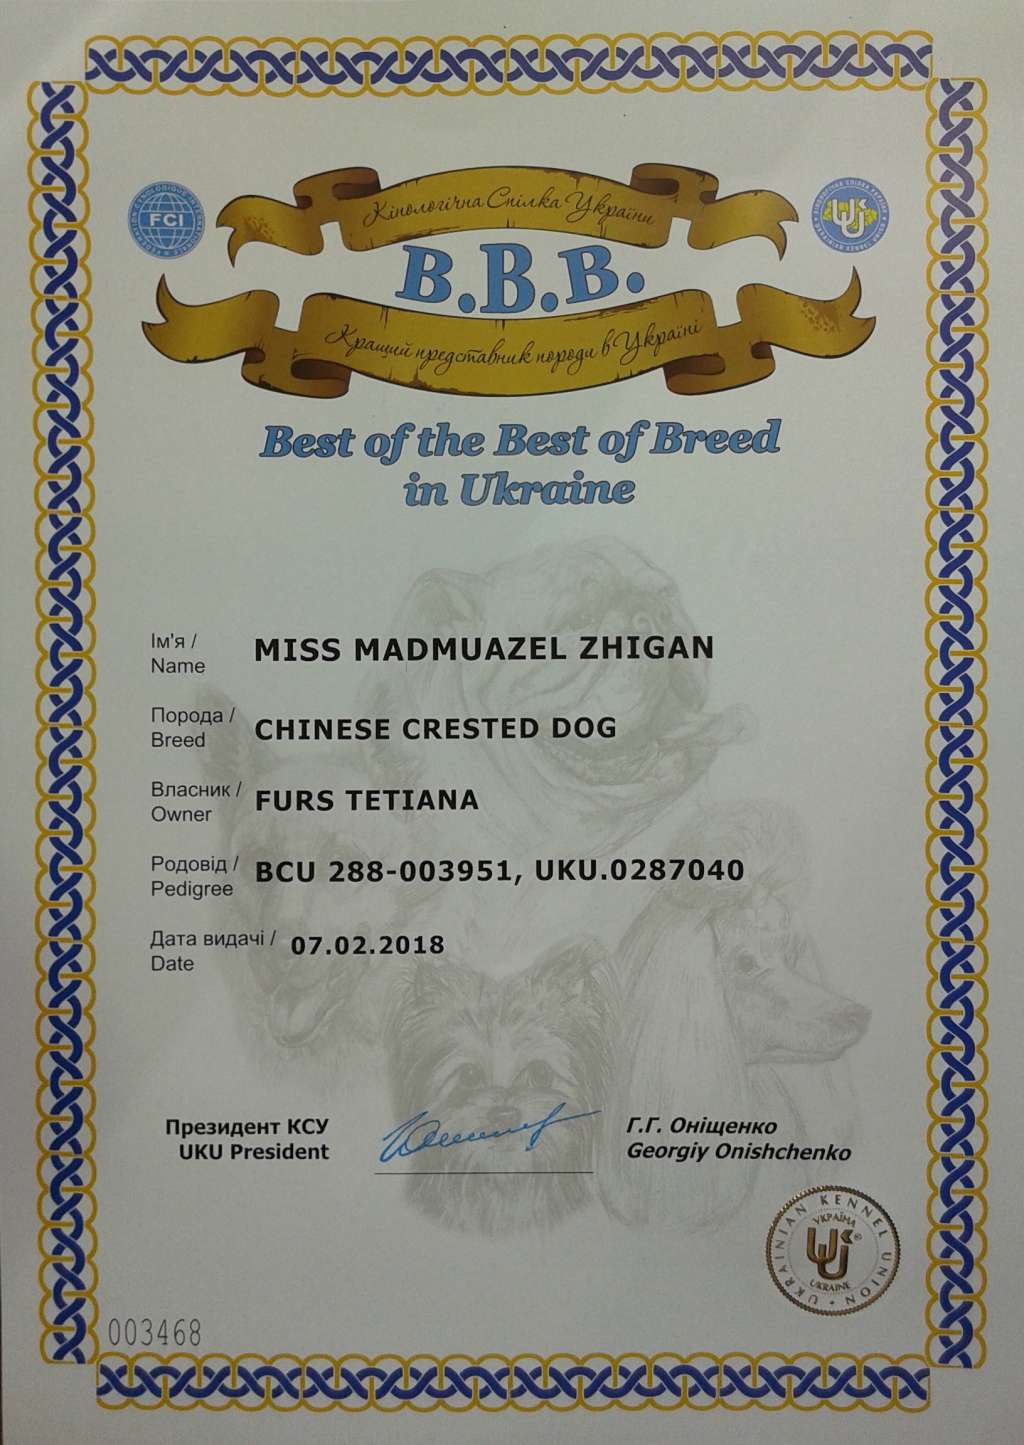 FCI
Кінологічна Спілка України
B.B.B.
Кращий представник породи в Україні
Best of the Best of Breed
in Ukraine
Ім'я /
Name
MISS MADMUAZEL ZHIGAN
Порода /
Breed
CHINESE CRESTED DOG
Власник /
Owner
FURS TETIANA
Родовід /
Pedigree
BCU 288-003951, UKU.0287040
Дата видачі /
Date
07.02.2018
Президент КСУ
UKU President
Г.Г. Оніщенко
Georgiy Onishchenko
UKRAINIAN KENNEL UNION
УКРАЇНА
UKU
UKRAINE
003468